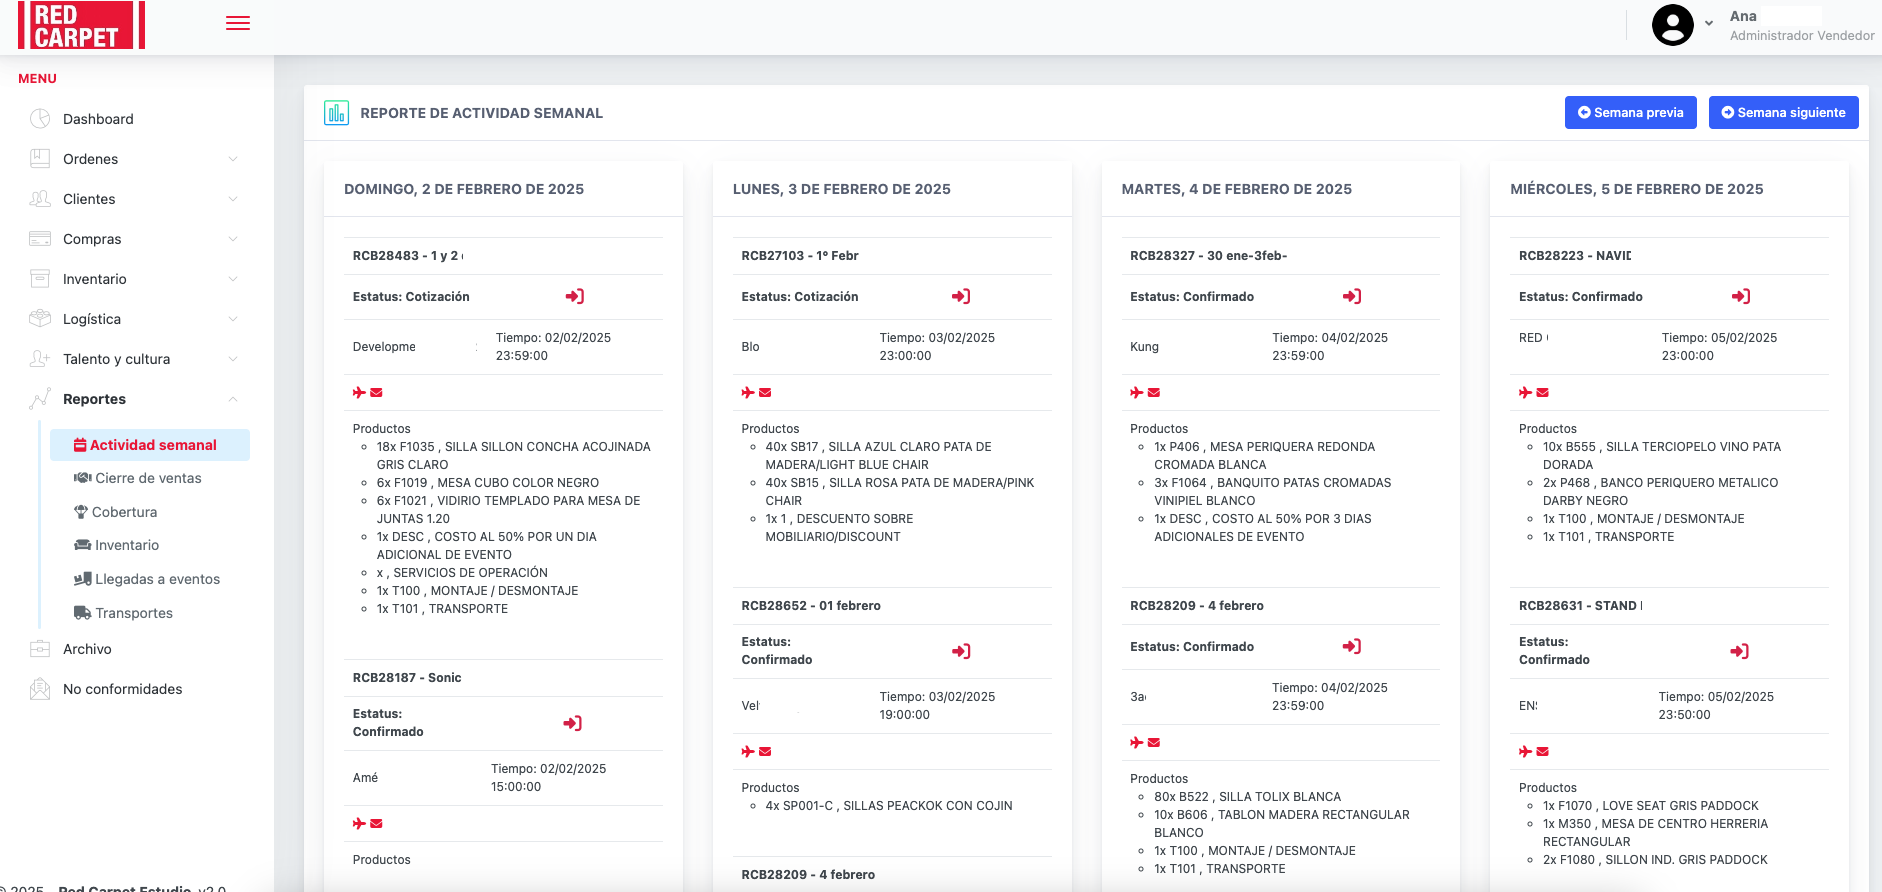 RED
CARPET
Ana
Administrador Vendedor
MENU
Dashboard
Ordenes
Clientes
Compras
Inventario
Logística
Talento y cultura
Reportes
Actividad semanal
Cierre de ventas
Cobertura
Inventario
Llegadas a eventos
Transportes
Archivo
No conformidades
© 2025 Red Carpet Estudio v2.0
REPORTE DE ACTIVIDAD SEMANAL
Semana previa
Semana siguiente
DOMINGO, 2 DE FEBRERO DE 2025
RCB28483 - 1 y 2
Estatus: Cotización
Developme
Tiempo: 02/02/2025
23:59:00
Productos
18x F1035 , SILLA SILLON CONCHA ACOJINADA
GRIS CLARO
6x F1019 , MESA CUBO COLOR NEGRO
6x F1021 , VIDIRIO TEMPLADO PARA MESA DE
JUNTAS 1.20
1x DESC , COSTO AL 50% POR UN DIA
ADICIONAL DE EVENTO
x , SERVICIOS DE OPERACIÓN
1x T100 , MONTAJE / DESMONTAJE
1x T101 , TRANSPORTE
RCB28187 - Sonic
Estatus:
Confirmado
Amé
Tiempo: 02/02/2025
15:00:00
Productos
LUNES, 3 DE FEBRERO DE 2025
RCB27103 - 1° Febr
Estatus: Cotización
Blo
Tiempo: 03/02/2025
23:00:00
Productos
40x SB17 , SILLA AZUL CLARO PATA DE
MADERA/LIGHT BLUE CHAIR
40x SB15 , SILLA ROSA PATA DE MADERA/PINK
CHAIR
1x 1 , DESCUENTO SOBRE
MOBILIARIO/DISCOUNT
RCB28652 - 01 febrero
Estatus:
Confirmado
Vel
Tiempo: 03/02/2025
19:00:00
Productos
4x SP001-C , SILLAS PEACKOK CON COJIN
RCB28209 - 4 febrero
MARTES, 4 DE FEBRERO DE 2025
RCB28327 - 30 ene-3feb-
Estatus: Confirmado
Kung
Tiempo: 04/02/2025
23:59:00
Productos
1x P406 , MESA PERIQUERA REDONDA
CROMADA BLANCA
3x F1064 , BANQUITO PATAS CROMADAS
VINIPIEL BLANCO
1x DESC , COSTO AL 50% POR 3 DIAS
ADICIONALES DE EVENTO
RCB28209 - 4 febrero
Estatus: Confirmado
Tiempo: 04/02/2025
23:59:00
Productos
80x B522 , SILLA TOLIX BLANCA
10x B606 , TABLON MADERA RECTANGULAR
BLANCO
1x T100 , MONTAJE / DESMONTAJE
1x T101 , TRANSPORTE
MIÉRCOLES, 5 DE FEBRERO DE 2025
RCB28223 - NAVID
Estatus: Confirmado
RED
Tiempo: 05/02/2025
23:00:00
Productos
10x B555 , SILLA TERCIOPELO VINO PATA
DORADA
2x P468 , BANCO PERIQUERO METALICO
DARBY NEGRO
1x T100 , MONTAJE / DESMONTAJE
1x T101 , TRANSPORTE
RCB28631 - STAND
Estatus:
Confirmado
ENS
Tiempo: 05/02/2025
23:50:00
Productos
1x F1070 , LOVE SEAT GRIS PADDOCK
1x M350 , MESA DE CENTRO HERRERIA
RECTANGULAR
2x F1080 , SILLON IND. GRIS PADDOCK